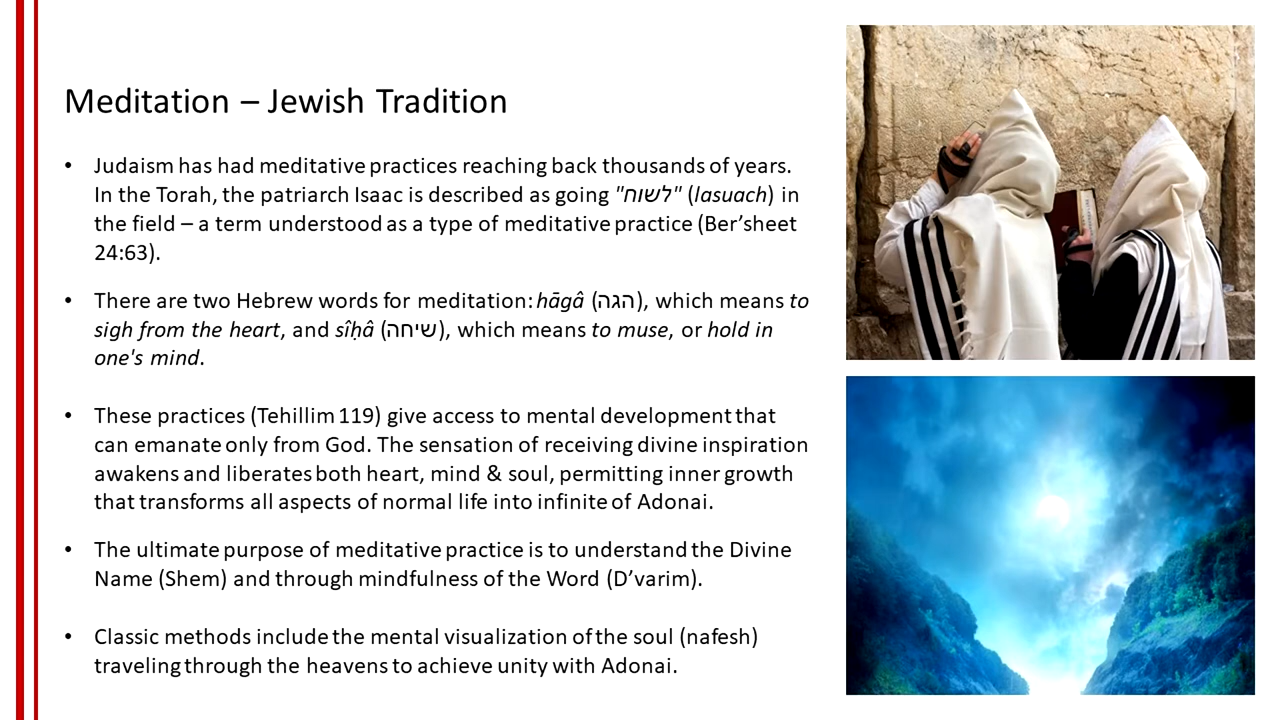 Meditation – Jewish Tradition
• Judaism has had meditative practices reaching back thousands of years.
In the Torah, the patriarch Isaac is described as going "לשוח" (lasuach) in
the field – a term understood as a type of meditative practice (Ber’sheet
24:63).
• There are two Hebrew words for meditation: hāgâ (הגה), which means to
sigh from the heart, and sîḥâ (שיחה), which means to muse, or hold in
one's mind.
• These practices (Tehillim 119) give access to mental development that
can emanate only from God. The sensation of receiving divine inspiration
awakens and liberates both heart, mind & soul, permitting inner growth
that transforms all aspects of normal life into infinite of Adonai.
• The ultimate purpose of meditative practice is to understand the Divine
Name (Shem) and through mindfulness of the Word (D’varim).
• Classic methods include the mental visualization of the soul (nafesh)
traveling through the heavens to achieve unity with Adonai.